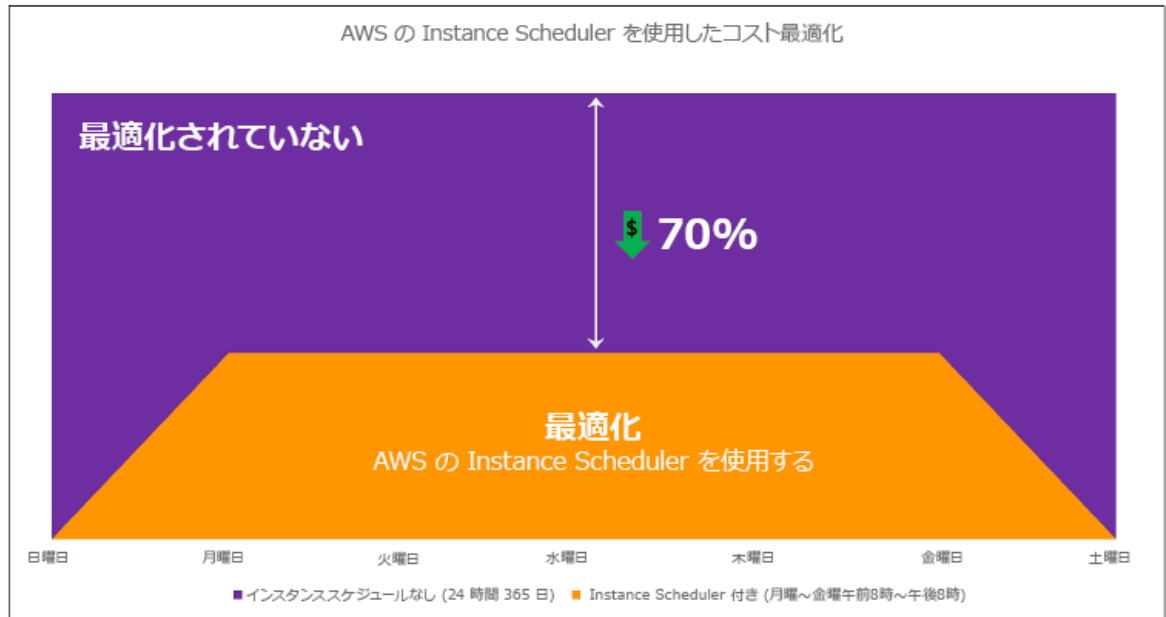 AWS の Instance Scheduler を使用したコスト最適化
最適化されていない
$ 70%
最適化
AWS の Instance Scheduler を使用する
日曜日 月曜日 火曜日 水曜日 木曜日 金曜日 土曜日
インスタンススケジュールなし (24 時間 365 日) Instance Scheduler 付き (月曜～金曜午前8時～午後8時)